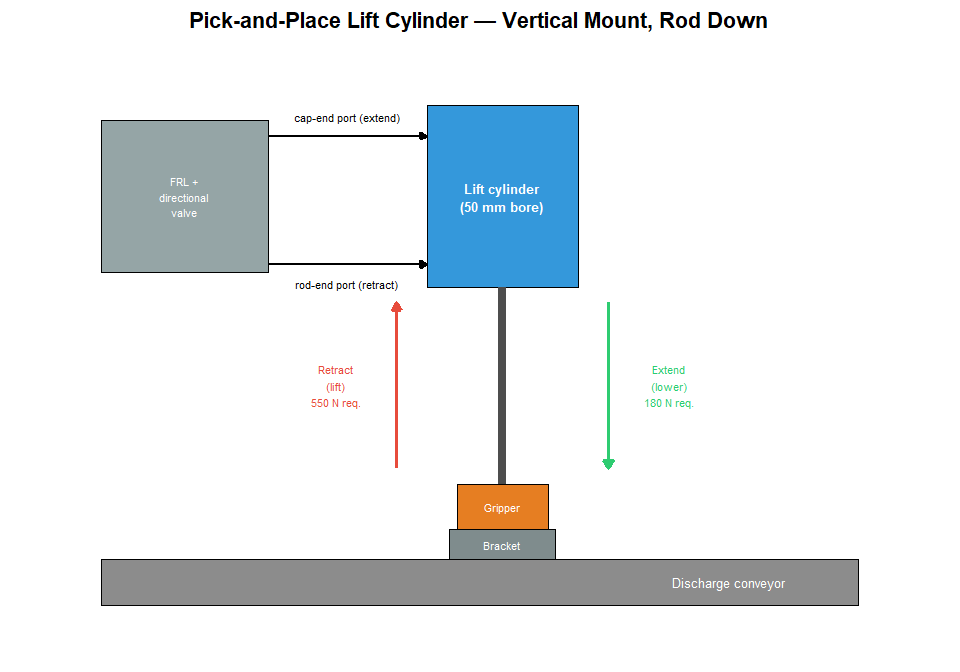 Pick-and-Place Lift Cylinder — Vertical Mount, Rod Down
cap-end port (extend)
FRL +
directional
valve
Lift cylinder
(50 mm bore)
rod-end port (retract)
Retract
(lift)
550 N req.
Extend
(lower)
180 N req.
Gripper
Bracket
Discharge conveyor